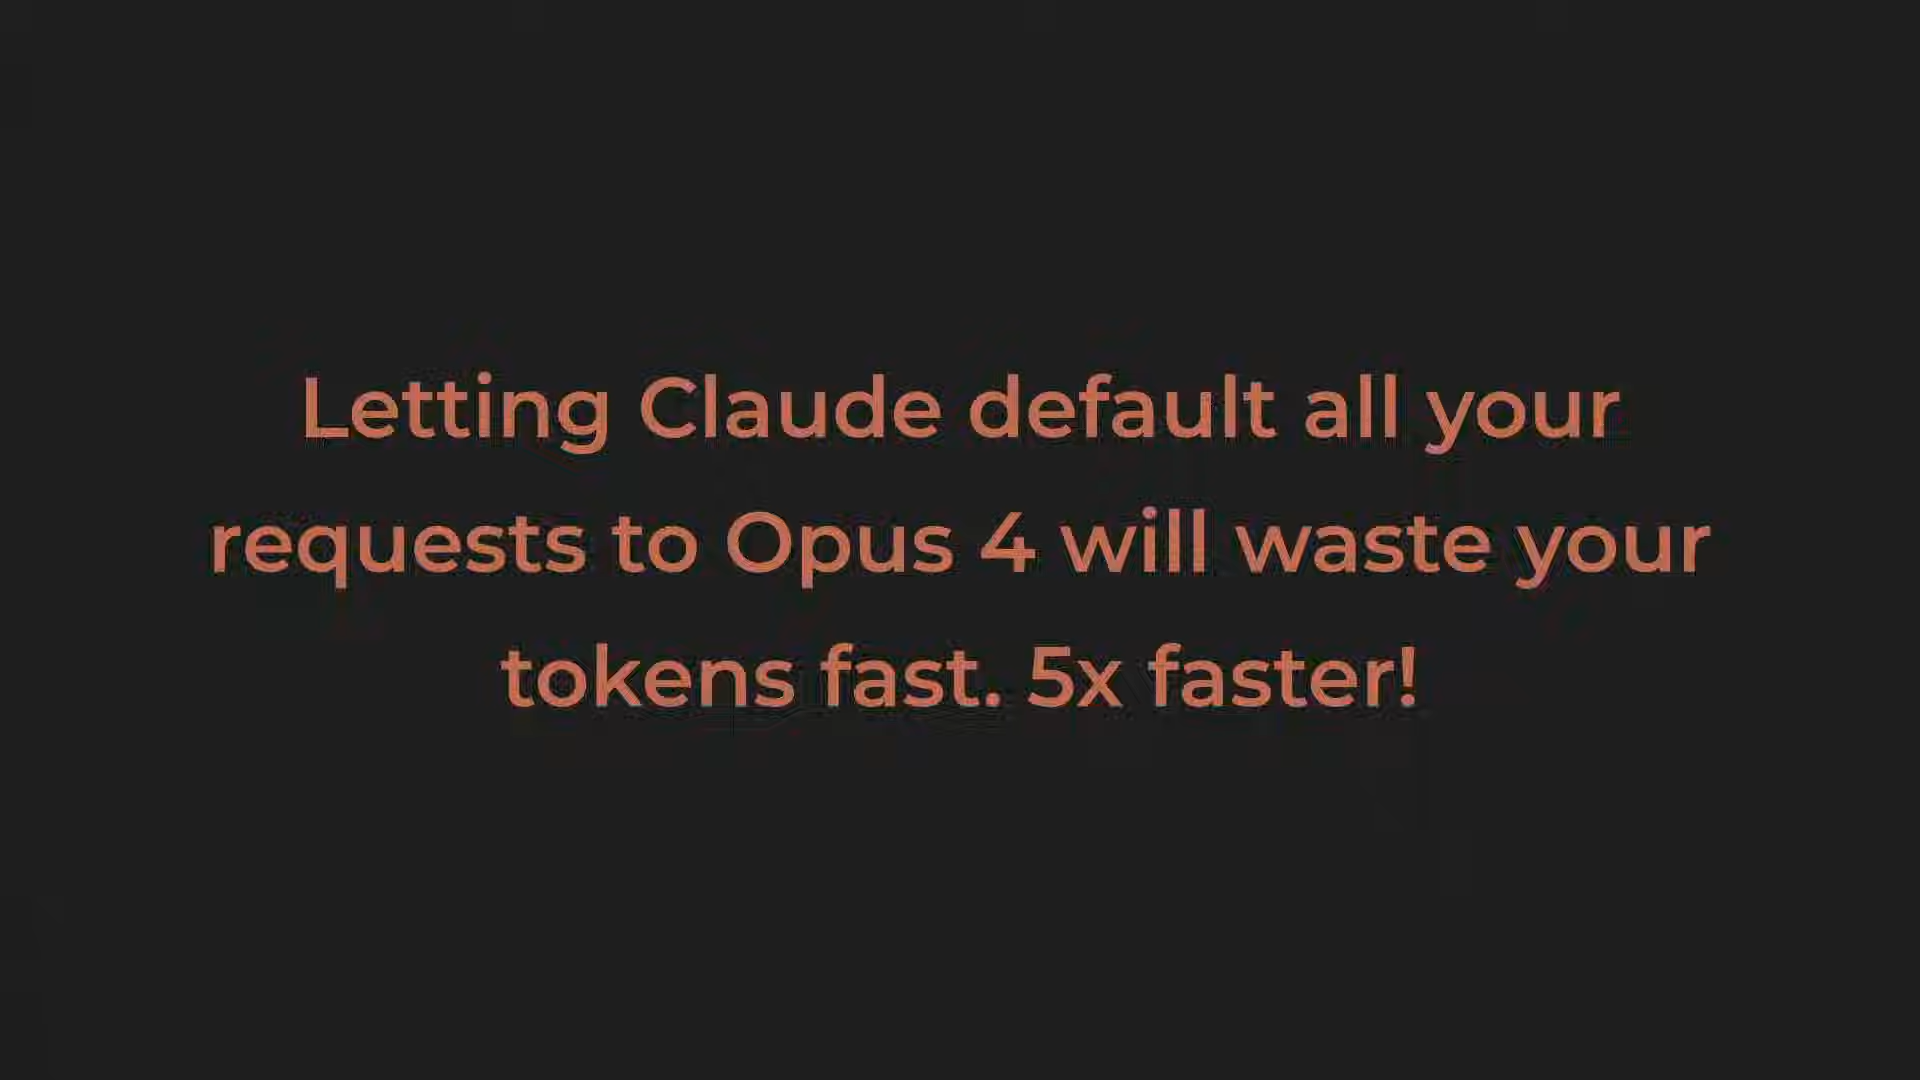 Letting Claude default all your
requests to Opus 4 will waste your
tokens fast. 5x faster!